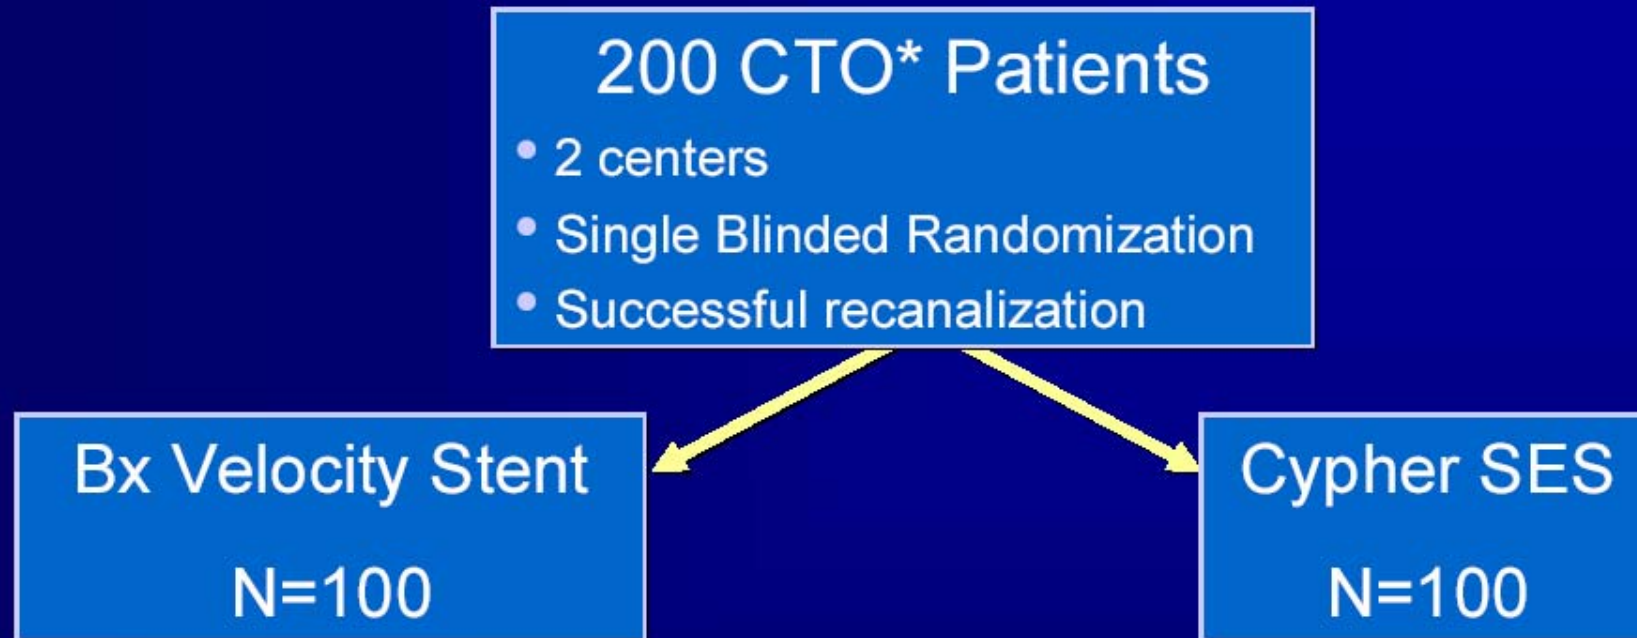 200 CTO* Patients
• 2 centers
• Single Blinded Randomization
• Successful recanalization
Bx Velocity Stent
N=100
Cypher SES
N=100